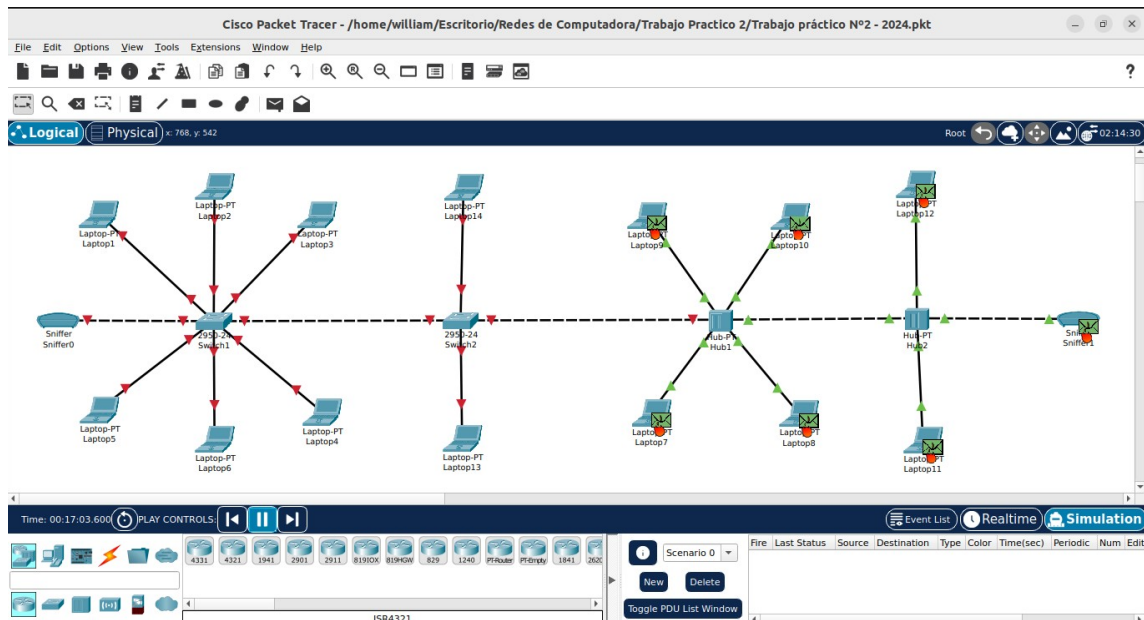 Cisco Packet Tracer - /home/william/Escritorio/Redes de Computadora/Trabajo Practico 2/Trabajo práctico Nº2 - 2024.pkt
File Edit Options View Tools Extensions Window Help
?
Logical Physical x: 768, y: 542 Root 02:14:30
Laptop-PT
Laptop2
Laptop-PT
Laptop14
Laptop12
Laptop-PT
Laptop1
Laptop-PT
Laptop3
Laptop9
Laptop10
Sniffer
Sniffer0
2950-24
Switch1
2950-24
Switch2
Hub-PT
Hub1
Hub-PT
Hub2
Sniffer1
Laptop-PT
Laptop5
Laptop-PT
Laptop4
Laptop7
Laptop8
Laptop-PT
Laptop6
Laptop-PT
Laptop13
Laptop11
Time: 00:17:03.600 PLAY CONTROLS: Event List Realtime Simulation
4331 4321 1941 2901 2911 819IOX 819HGW 829 1240 PT-Router PT-Empty 1841
Scenario 0
Fire Last Status Source Destination Type Color Time(sec) Periodic Num Edit
New Delete
Toggle PDU List Window
ISR4321